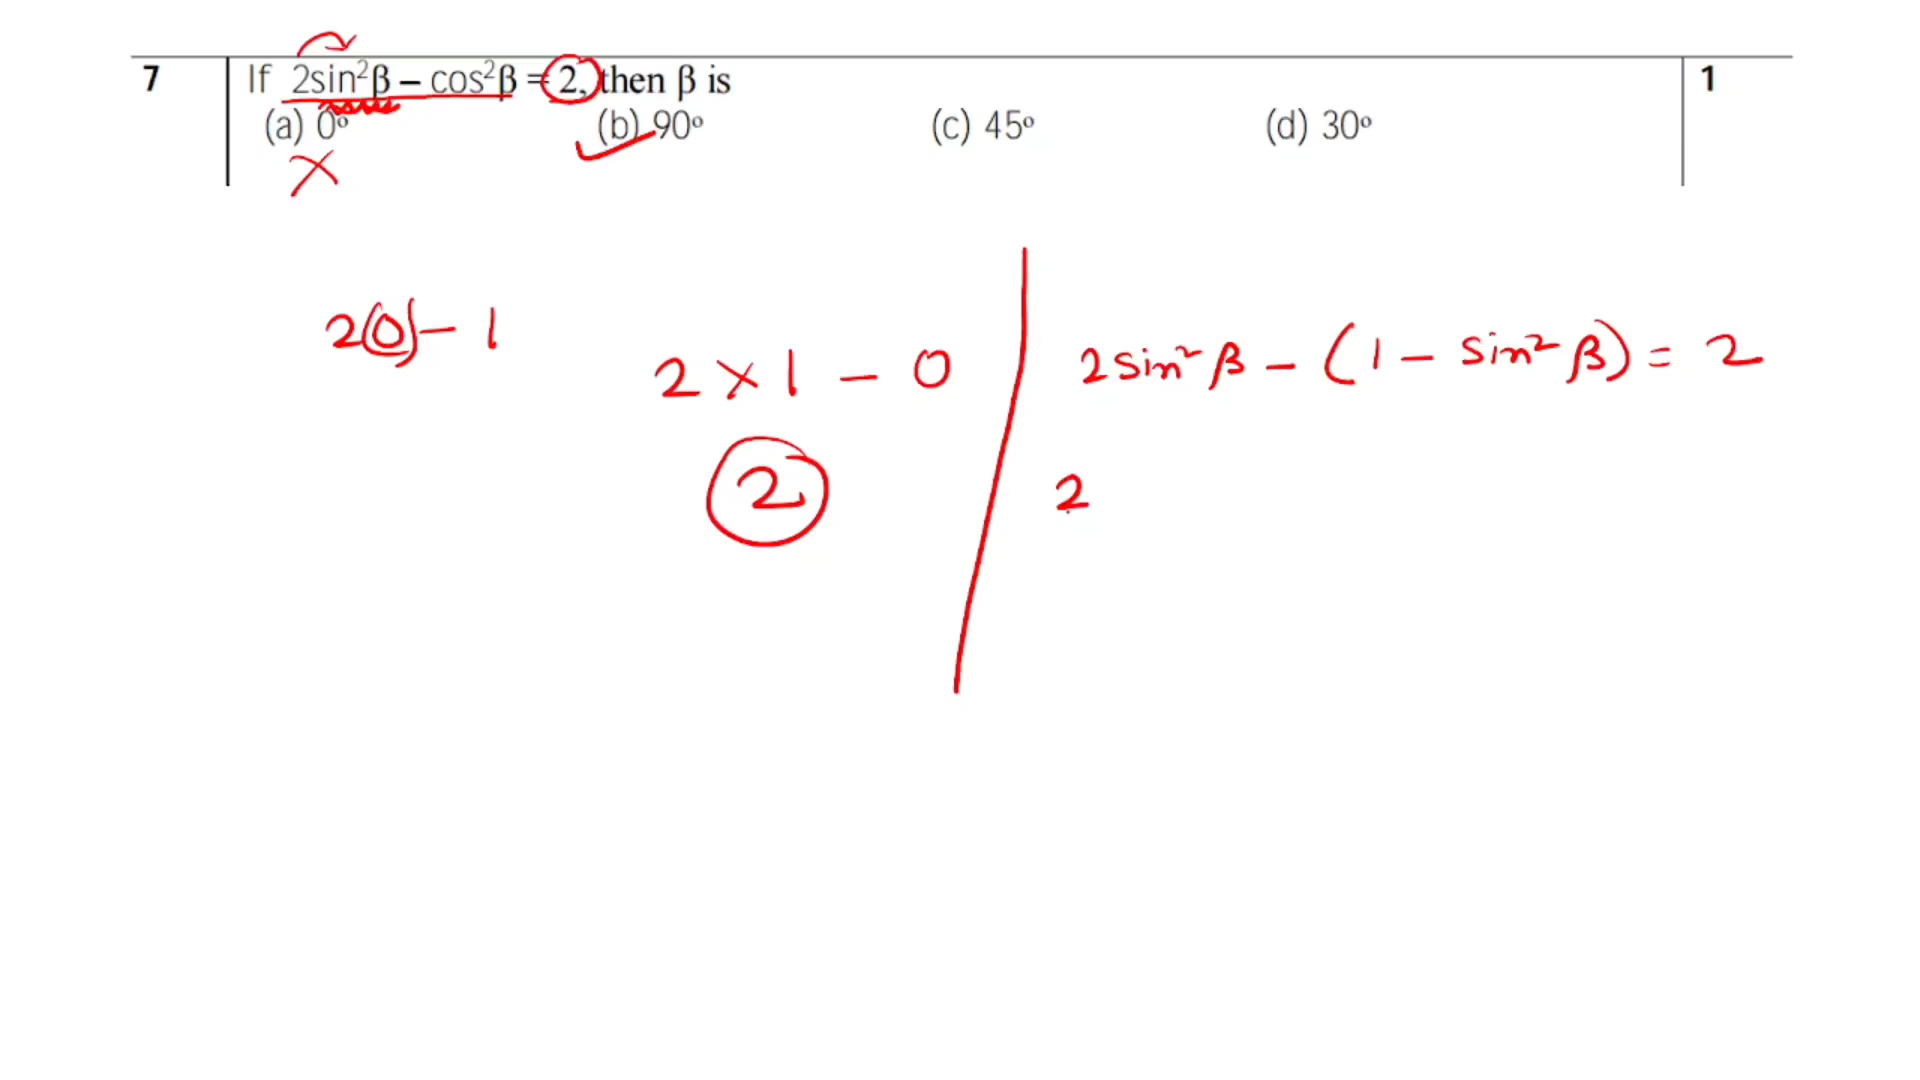 7 If 2sin²β – cos²β = 2, then β is 1
(a) 0° (b) 90° (c) 45° (d) 30°
2(0) - 1
2 × 1 - 0
2
2sin²β - (1 - sin²β) = 2
2